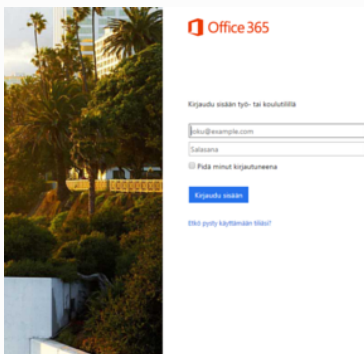 Office 365
Kirjaudu sisään työ- tai koulutilillä
joku@example.com
Salasana
Pidä minut kirjautuneena
Kirjaudu sisään
Etkö pysty käyttämään tiliäsi?